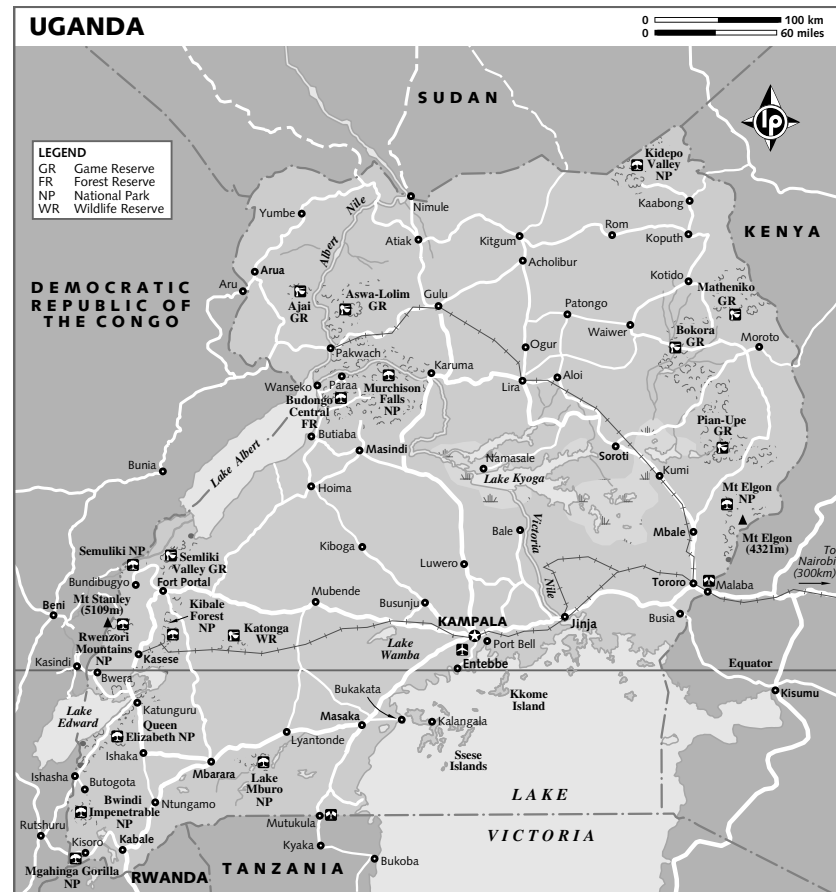 UGANDA
0 100 km
0 60 miles
SUDAN
lp
LEGEND
GR Game Reserve
FR Forest Reserve
NP National Park
WR Wildlife Reserve
Kidepo
Valley
NP
Kaabong
Nimule
Yumbe
Albert Nile
Atiak
Kitgum
Rom
Koputh
KENYA
DEMOCRATIC
REPUBLIC OF
THE CONGO
Arua
Aru
Acholibur
Kotido
Matheniko
GR
Ajai
GR
Aswa-Lolim
GR
Gulu
Patongo
Waiwer
Bokora
GR
Moroto
Pakwach
Ogur
Karuma
Wanseko
Paraa
Murchison
Falls
NP
Lira
Aloi
Budongo
Central
FR
Butiaba
Pian-Upe
GR
Masindi
Soroti
Lake Albert
Bunia
Namasale
Lake Kyoga
Kumi
Hoima
Mt Elgon
NP
Bale
Victoria
Nile
Mbale
Mt Elgon
(4321m)
Kiboga
Semuliki NP
Semliki
Valley GR
Luwero
To
Nairobi
(300km)
Bundibugyo
Fort Portal
Tororo
Malaba
Mt Stanley
(5109m)
Mubende
Busunju
Beni
Kibale
Forest
NP
Katonga
WR
KAMPALA
Jinja
Busia
Rwenzori
Mountains
NP
Lake
Wamba
Port Bell
Kasese
Kasindi
Entebbe
Equator
Bwera
Bukakata
Kkome
Island
Kisumu
Lake
Edward
Katunguru
Masaka
Kalangala
Queen
Elizabeth NP
Lyantonde
Ssese
Islands
Ishaka
Mbarara
Lake
Mburo
NP
Ishasha
Butogota
LAKE
VICTORIA
Bwindi
Impenetrable
NP
Ntungamo
Mutukula
Rutshuru
Kisoro
Kabale
Kyaka
Mgahinga Gorilla
NP
RWANDA
TANZANIA
Bukoba